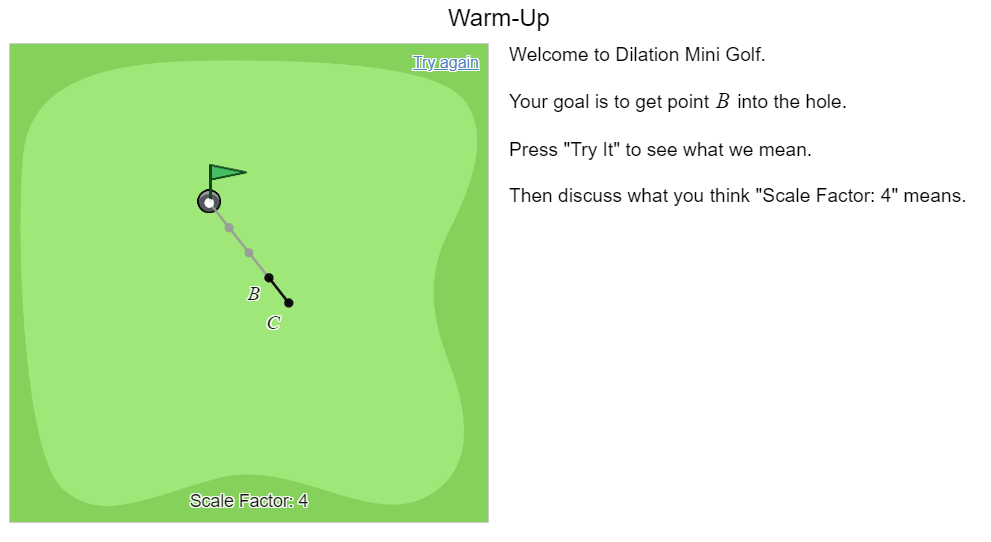 Warm-Up
Try again
B
C
Scale Factor: 4
Welcome to Dilation Mini Golf.
Your goal is to get point B into the hole.
Press "Try It" to see what we mean.
Then discuss what you think "Scale Factor: 4" means.